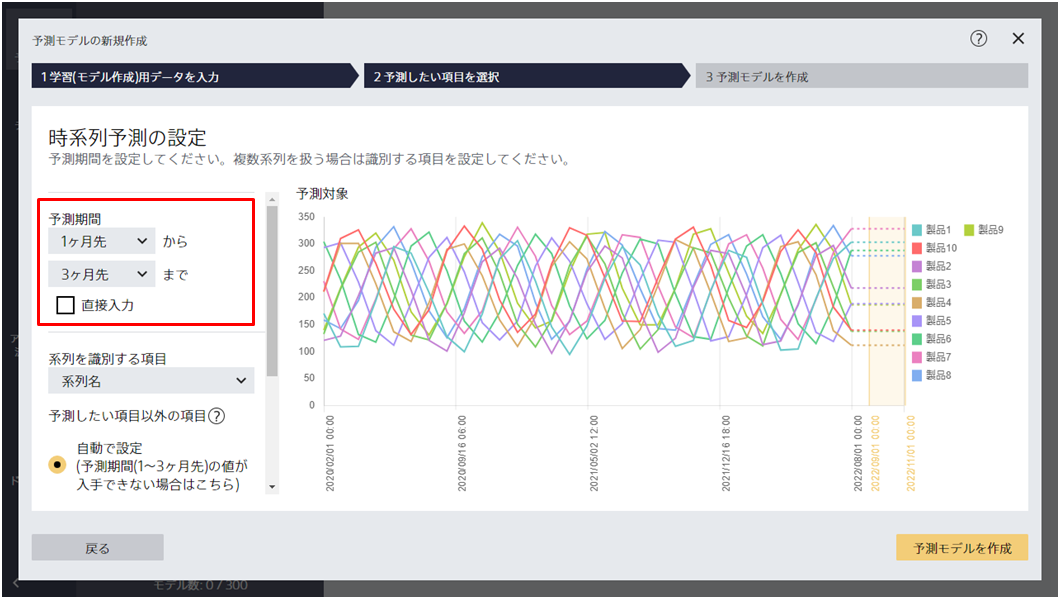 予測モデルの新規作成
?
1 学習(モデル作成)用データを入力
2 予測したい項目を選択
3 予測モデルを作成
時系列予測の設定
予測期間を設定してください。複数系列を扱う場合は識別する項目を設定してください。
予測期間
1ヶ月先 から
3ヶ月先 まで
直接入力
系列を識別する項目
系列名
予測したい項目以外の項目?
自動で設定
(予測期間(1〜3ヶ月先)の値が
入手できない場合はこちら)
予測対象
350
300
250
200
150
100
50
0
2020/02/01 00:00
2020/09/16 06:00
2021/05/02 12:00
2021/12/16 18:00
2022/08/01 00:00
2022/09/01 00:00
2022/11/01 00:00
製品1 製品9
製品10
製品2
製品3
製品4
製品5
製品6
製品7
製品8
戻る
予測モデルを作成
モデル数: 0 / 300